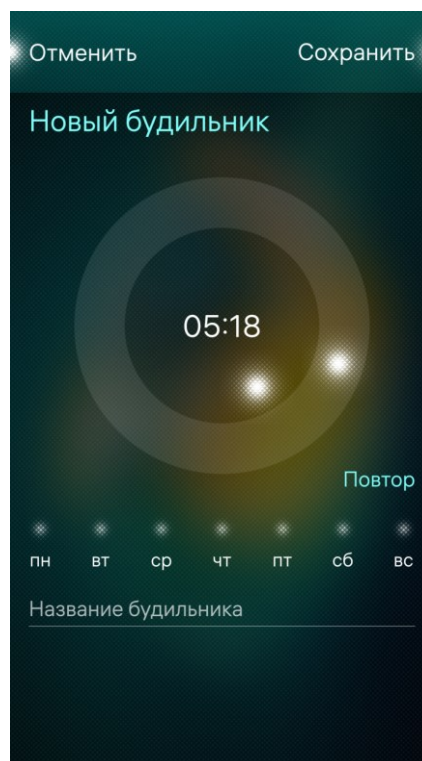 Отменить Сохранить
Новый будильник
05:18
Повтор
пн вт ср чт пт сб вс
Название будильника